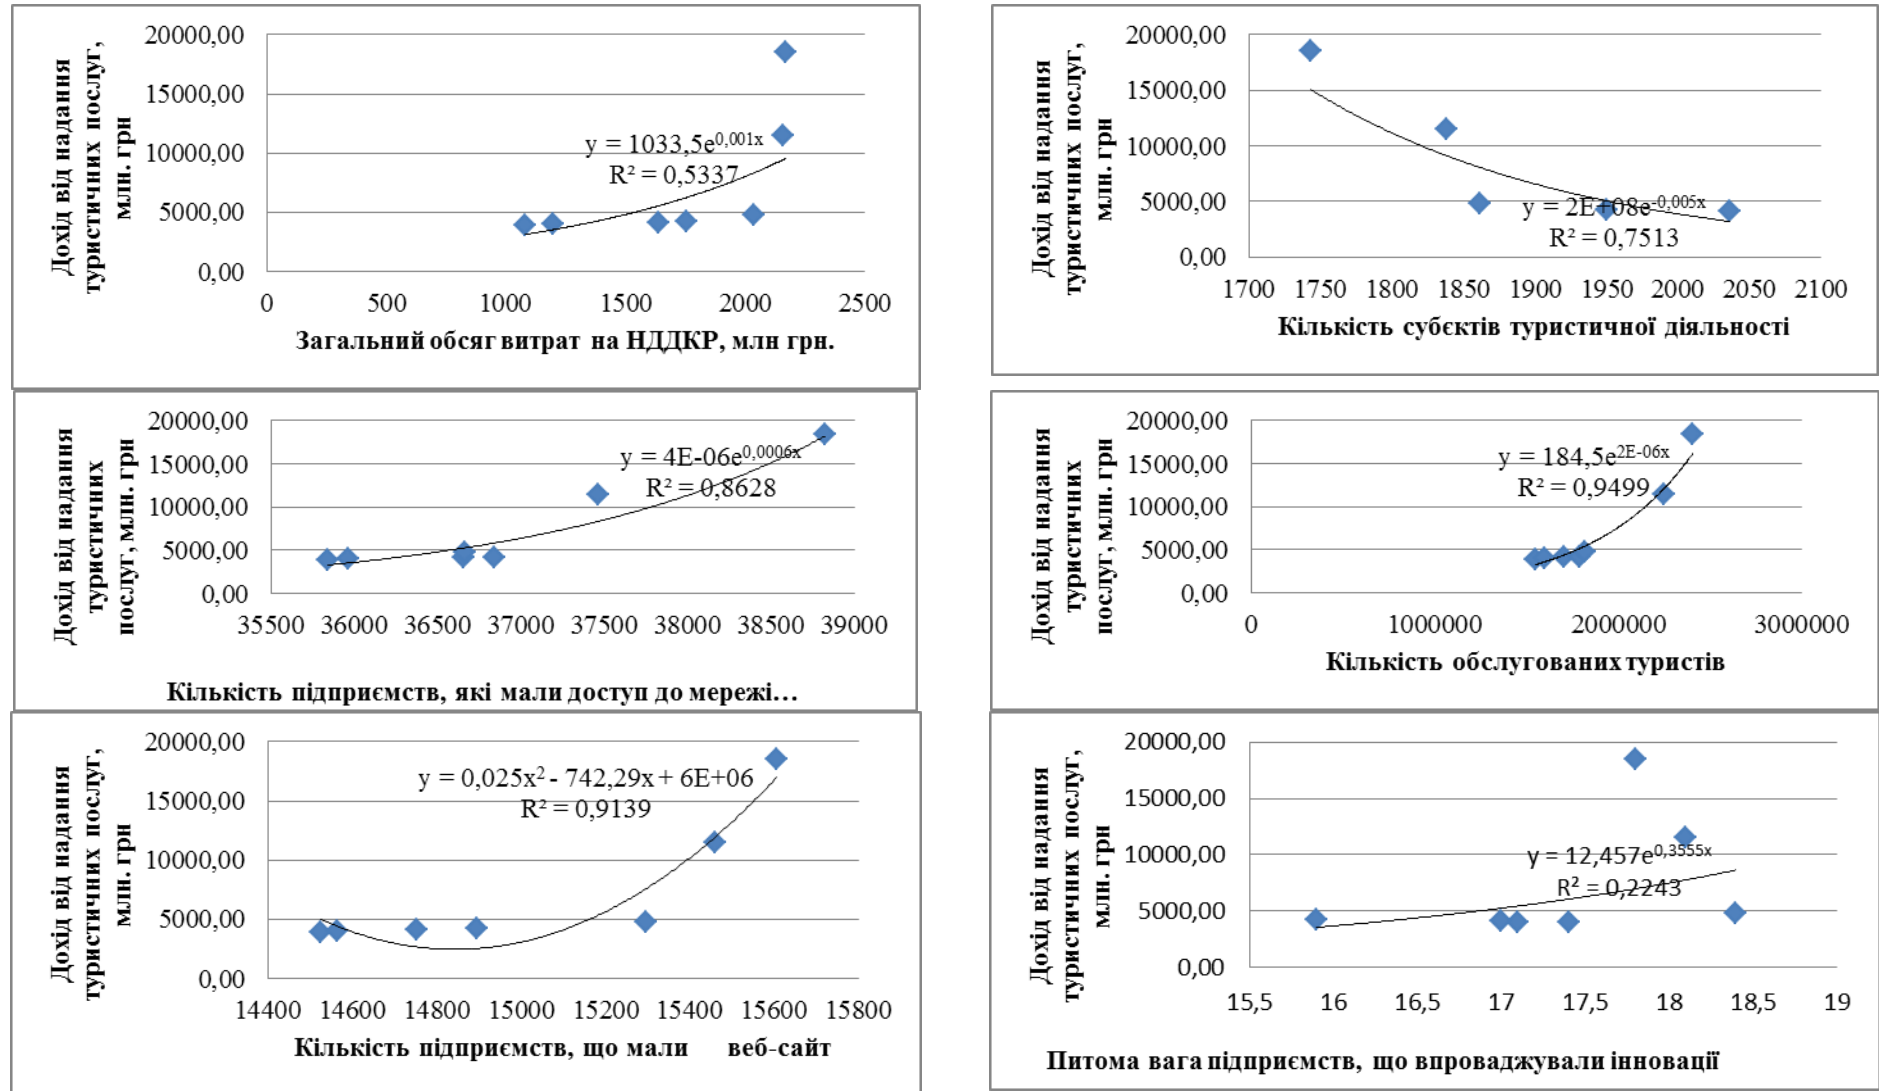 Дохід від надання
туристичних послуг,
млн. грн
20000,00
15000,00
10000,00
5000,00
0,00
y = 1033,5e^0,001x
R² = 0,5337
0 500 1000 1500 2000 2500
Загальний обсяг витрат на НДДКР, млн грн.
Дохід від надання
туристичних послуг,
млн. грн
20000,00
15000,00
10000,00
5000,00
0,00
y = 2E+08e^-0,005x
R² = 0,7513
1700 1750 1800 1850 1900 1950 2000 2050 2100
Кількість субєктів туристичної діяльності
Дохід від надання
туристичних
послуг, млн. грн
20000,00
15000,00
10000,00
5000,00
0,00
y = 4E-06e^0,0006x
R² = 0,8628
35500 36000 36500 37000 37500 38000 38500 39000
Кількість підприємств, які мали доступ до мережі…
Дохід від надання
туристичних
послуг, млн. грн
20000,00
15000,00
10000,00
5000,00
0,00
y = 184,5e^2E-06x
R² = 0,9499
0 1000000 2000000 3000000
Кількість обслугованих туристів
Дохід від надання
туристичних послуг,
млн. грн
20000,00
15000,00
10000,00
5000,00
0,00
y = 0,025x² - 742,29x + 6E+06
R² = 0,9139
14400 14600 14800 15000 15200 15400 15600 15800
Кількість підприємств, що мали веб-сайт
Дохід від надання
туристичних послуг,
млн. грн
20000,00
15000,00
10000,00
5000,00
0,00
y = 12,457e^0,3555x
R² = 0,2243
15,5 16 16,5 17 17,5 18 18,5 19
Питома вага підприємств, що впроваджували інновації